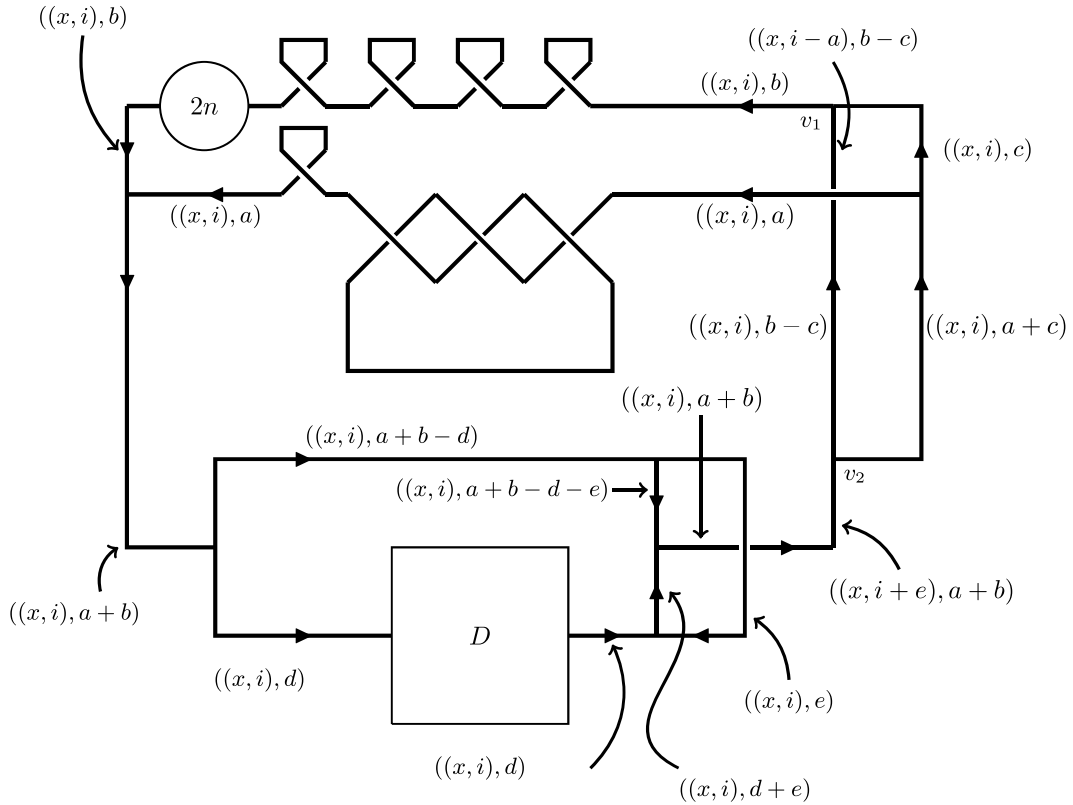 ((x, i), b)
((x, i − a), b − c)
((x, i), b)
2n
v₁
((x, i), c)
((x, i), a)
((x, i), a)
((x, i), b − c)
((x, i), a + c)
((x, i), a + b)
((x, i), a + b − d)
v₂
((x, i), a + b − d − e)
((x, i), a + b)
((x, i + e), a + b)
D
((x, i), d)
((x, i), e)
((x, i), d)
((x, i), d + e)